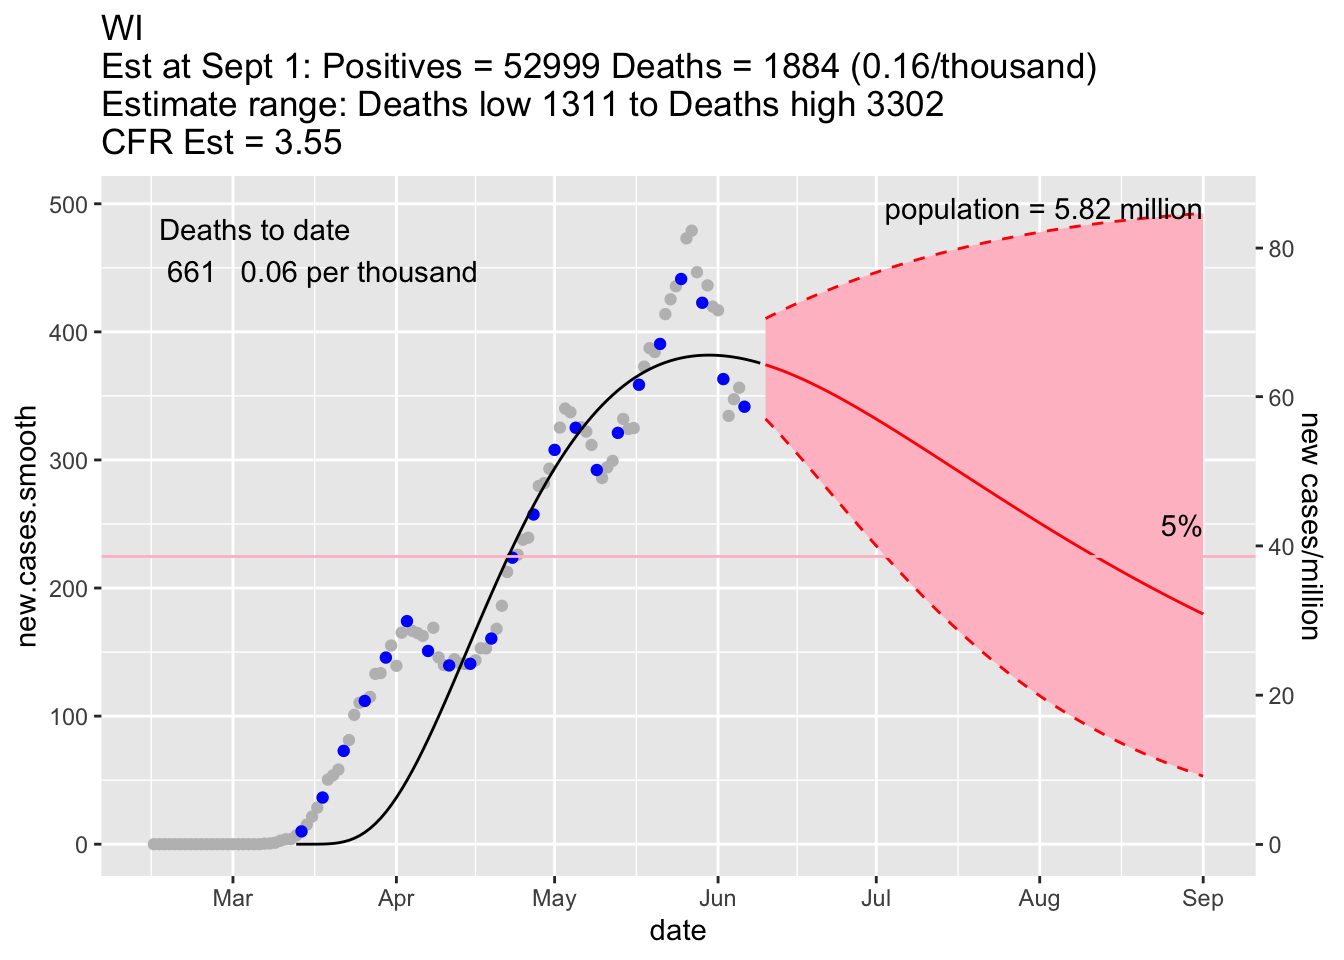 WI
Est at Sept 1: Positives = 52999 Deaths = 1884 (0.16/thousand)
Estimate range: Deaths low 1311 to Deaths high 3302
CFR Est = 3.55
Deaths to date
661 0.06 per thousand
population = 5.82 million
5%
new.cases.smooth
500
400
300
200
100
0
80
60
40
20
0
new cases/million
Mar Apr May Jun Jul Aug Sep
date